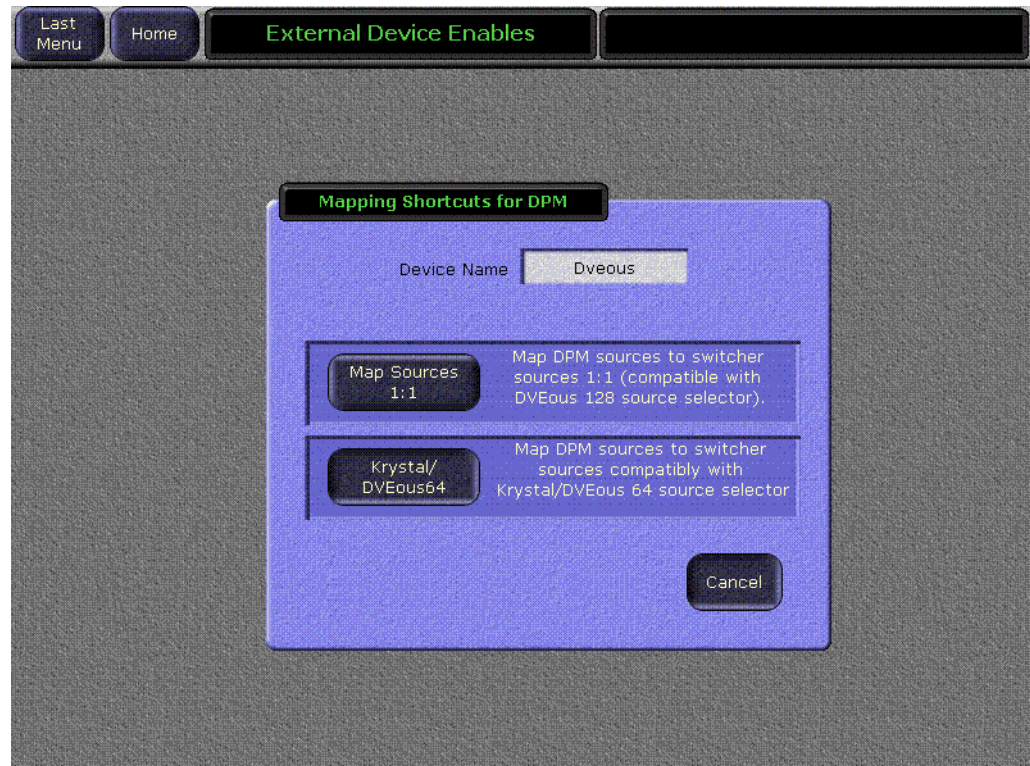 Last
Menu
Home
External Device Enables
Mapping Shortcuts for DPM
Device Name
Dveous
Map Sources
1:1
Map DPM sources to switcher
sources 1:1 (compatible with
DVEous 128 source selector).
Krystal/
DVEous64
Map DPM sources to switcher
sources compatibly with
Krystal/DVEous 64 source selector
Cancel